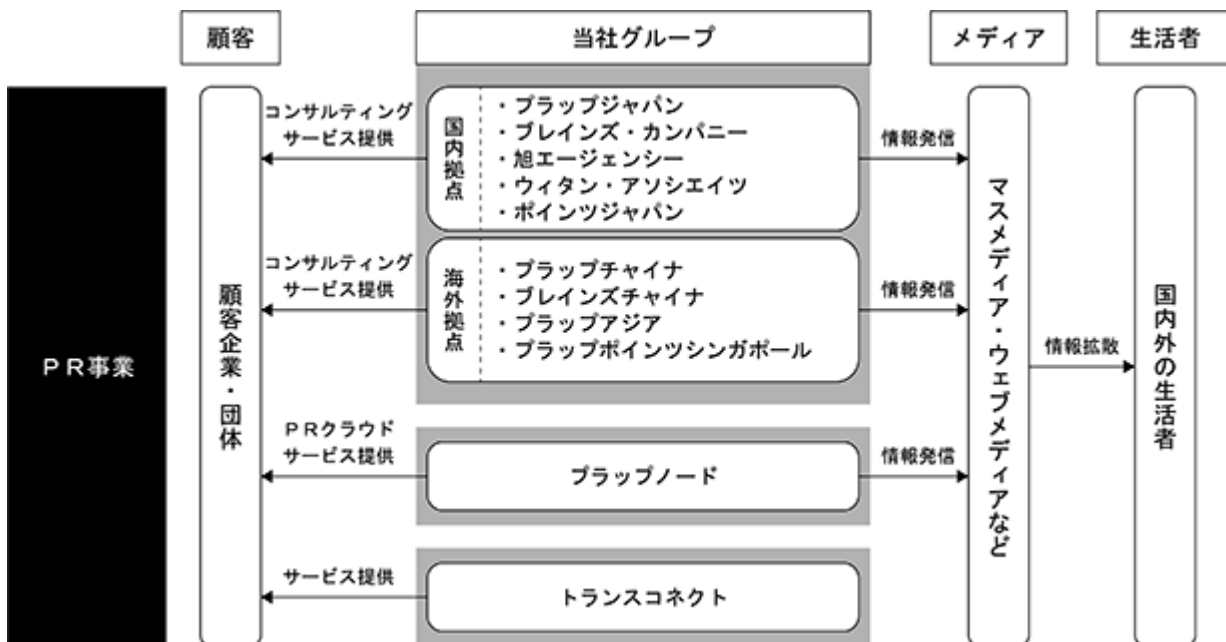 顧客
当社グループ
メディア
生活者
PR事業
顧客企業・団体
コンサルティング
サービス提供
国内拠点
・プラップジャパン
・ブレインズ・カンパニー
・旭エージェンシー
・ウィタン・アソシエイツ
・ポインツジャパン
情報発信
コンサルティング
サービス提供
海外拠点
・プラップチャイナ
・ブレインズチャイナ
・プラップアジア
・プラップポインツシンガポール
情報発信
PRクラウド
サービス提供
プラップノード
情報発信
サービス提供
トランスコネクト
マスメディア・ウェブメディアなど
情報拡散
国内外の生活者